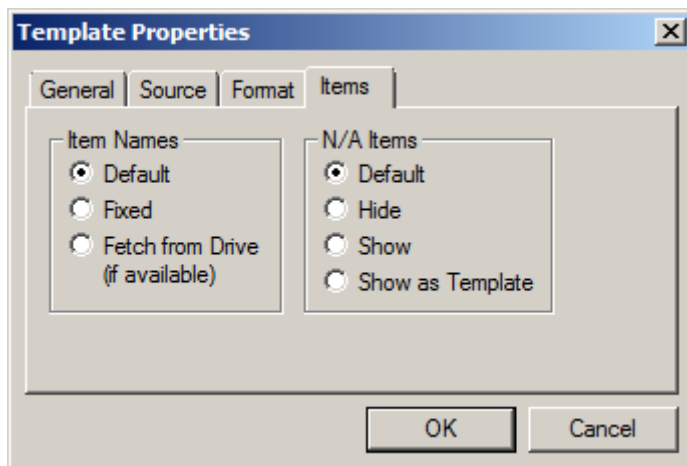 Template Properties
General Source Format Items
Item Names
Default
Fixed
Fetch from Drive
(if available)
N/A Items
Default
Hide
Show
Show as Template
OK Cancel